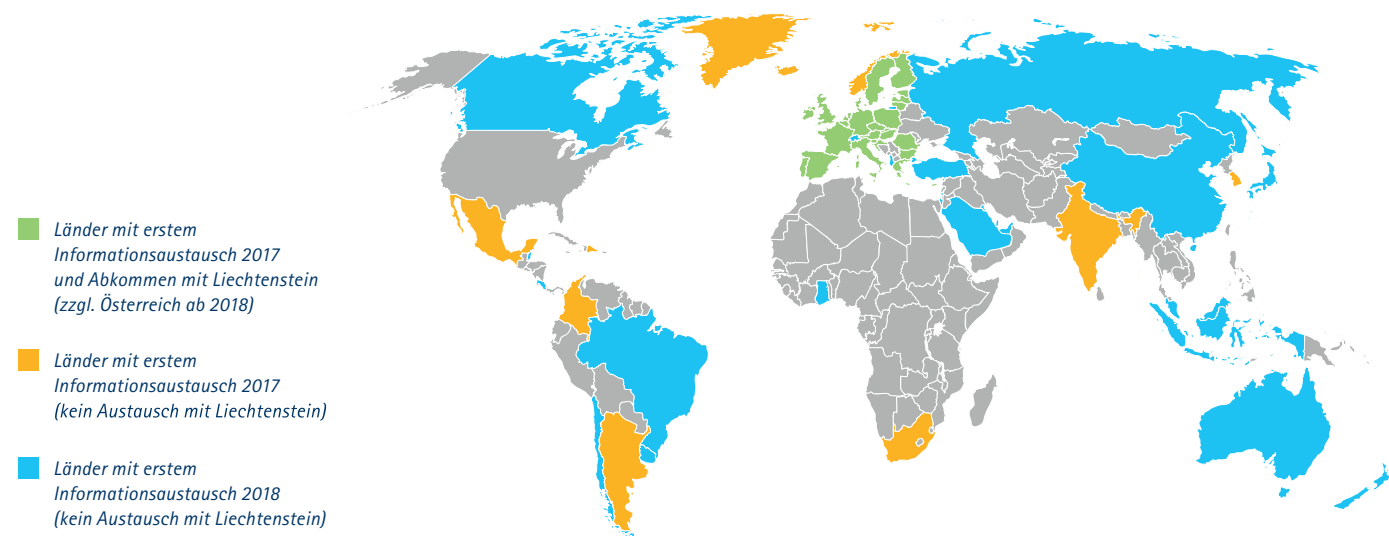 Länder mit erstem
Informationsaustausch 2017
und Abkommen mit Liechtenstein
(zzgl. Österreich ab 2018)
Länder mit erstem
Informationsaustausch 2017
(kein Austausch mit Liechtenstein)
Länder mit erstem
Informationsaustausch 2018
(kein Austausch mit Liechtenstein)